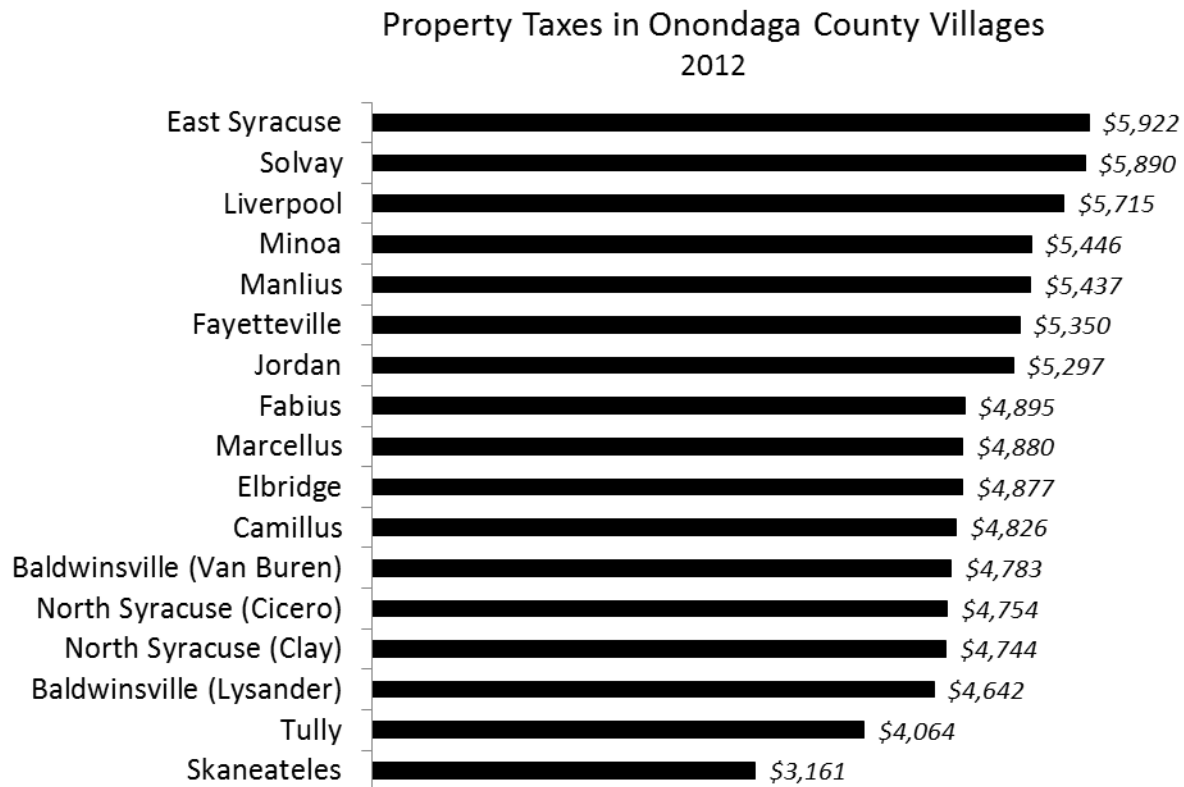 Property Taxes in Onondaga County Villages
2012
East Syracuse $5,922
Solvay $5,890
Liverpool $5,715
Minoa $5,446
Manlius $5,437
Fayetteville $5,350
Jordan $5,297
Fabius $4,895
Marcellus $4,880
Elbridge $4,877
Camillus $4,826
Baldwinsville (Van Buren) $4,783
North Syracuse (Cicero) $4,754
North Syracuse (Clay) $4,744
Baldwinsville (Lysander) $4,642
Tully $4,064
Skaneateles $3,161